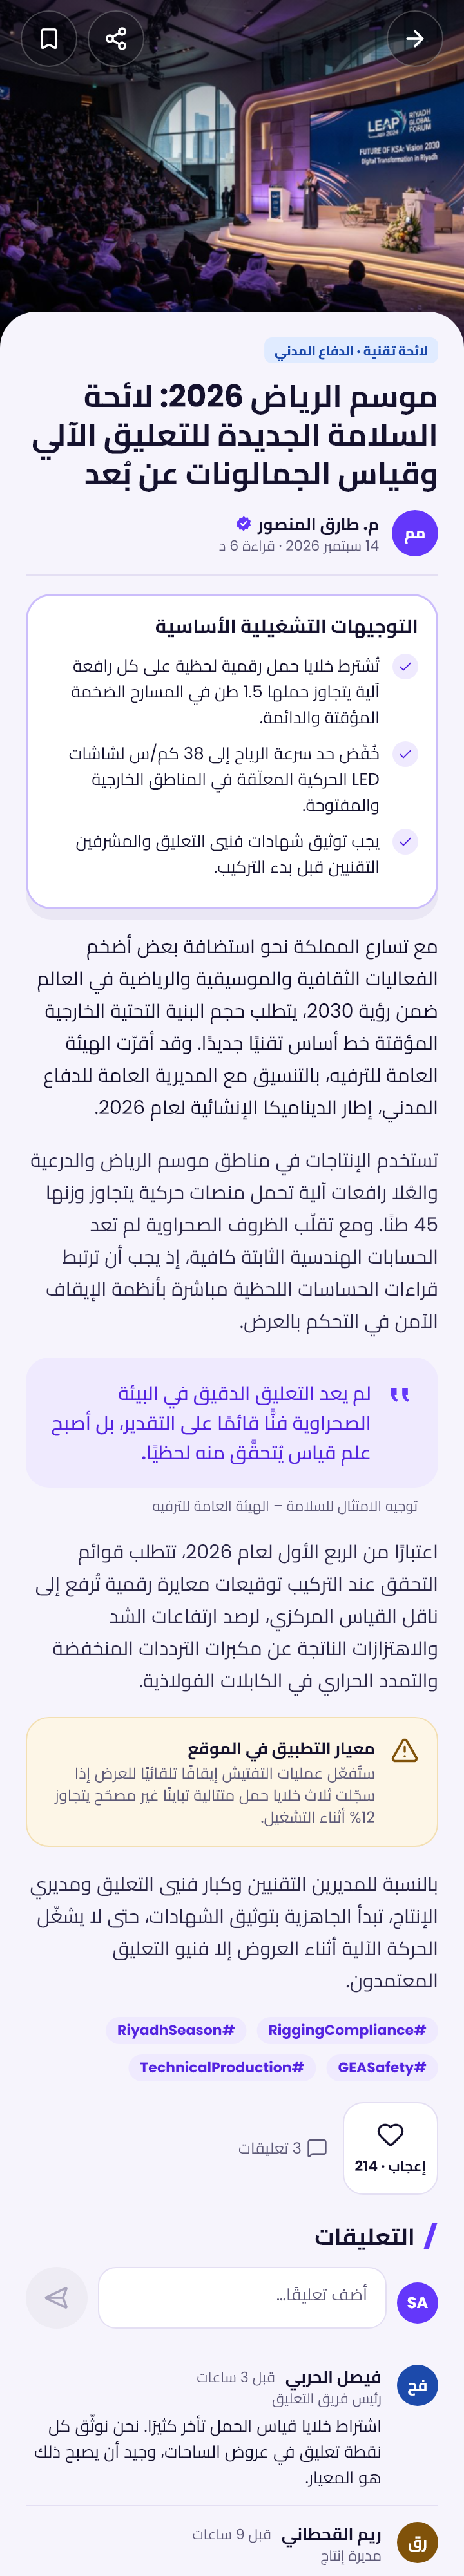 LEAP
RIYADH
GLOBAL
FORUM
FUTURE OF KSA: Vision 2030
Digital Transformation in Riyadh
لائحة تقنية · الدفاع المدني
موسم الرياض 2026: لائحة
السلامة الجديدة للتعليق الآلي
وقياس الجمالونات عن بُعد
مم
م. طارق المنصور
14 سبتمبر 2026 · قراءة 6 د
التوجيهات التشغيلية الأساسية
تُشترط خلايا حمل رقمية لحظية على كل رافعة
آلية يتجاوز حملها 1.5 طن في المسارح الضخمة
المؤقتة والدائمة.
خُفّض حد سرعة الرياح إلى 38 كم/س لشاشات
LED الحركية المعلّقة في المناطق الخارجية
والمفتوحة.
يجب توثيق شهادات فنيي التعليق والمشرفين
التقنيين قبل بدء التركيب.
مع تسارع المملكة نحو استضافة بعض أضخم
الفعاليات الثقافية والموسيقية والرياضية في العالم
ضمن رؤية 2030، يتطلب حجم البنية التحتية الخارجية
المؤقتة خط أساس تقنيًا جديدًا. وقد أقرّت الهيئة
العامة للترفيه، بالتنسيق مع المديرية العامة للدفاع
المدني، إطار الديناميكا الإنشائية لعام 2026.
تستخدم الإنتاجات في مناطق موسم الرياض والدرعية
والعُلا رافعات آلية تحمل منصات حركية يتجاوز وزنها
45 طنًا. ومع تقلّب الظروف الصحراوية لم تعد
الحسابات الهندسية الثابتة كافية، إذ يجب أن ترتبط
قراءات الحساسات اللحظية مباشرة بأنظمة الإيقاف
الآمن في التحكم بالعرض.
لم يعد التعليق الدقيق في البيئة
الصحراوية فنًّا قائمًا على التقدير، بل أصبح
علم قياس يُتحقَّق منه لحظيًا.
توجيه الامتثال للسلامة – الهيئة العامة للترفيه
اعتبارًا من الربع الأول لعام 2026، تتطلب قوائم
التحقق عند التركيب توقيعات معايرة رقمية تُرفع إلى
ناقل القياس المركزي، لرصد ارتفاعات الشد
والاهتزازات الناتجة عن مكبرات الترددات المنخفضة
والتمدد الحراري في الكابلات الفولاذية.
معيار التطبيق في الموقع
ستُفعّل عمليات التفتيش إيقافًا تلقائيًا للعرض إذا
سجّلت ثلاث خلايا حمل متتالية تباينًا غير مصحّح يتجاوز
12% أثناء التشغيل.
بالنسبة للمديرين التقنيين وكبار فنيي التعليق ومديري
الإنتاج، تبدأ الجاهزية بتوثيق الشهادات، حتى لا يشغّل
الحركة الآلية أثناء العروض إلا فنيو التعليق
المعتمدون.
#RiggingCompliance #RiyadhSeason
#GEASafety #TechnicalProduction
إعجاب · 214
3 تعليقات
التعليقات
SA
أضف تعليقًا...
فح
فيصل الحربي قبل 3 ساعات
رئيس فريق التعليق
اشتراط خلايا قياس الحمل تأخر كثيرًا. نحن نوثّق كل
نقطة تعليق في عروض الساحات، وجيد أن يصبح ذلك
هو المعيار.
رق
ريم القحطاني قبل 9 ساعات
مديرة إنتاج